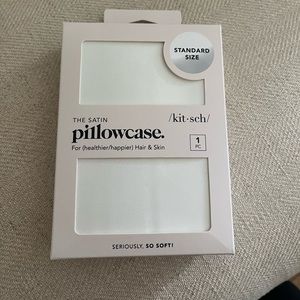 STANDARD
SIZE
THE SATIN
pillowcase.
/kit•sch/
For (healthier/happier) Hair & Skin
1
PC
SERIOUSLY, SO SOFT!